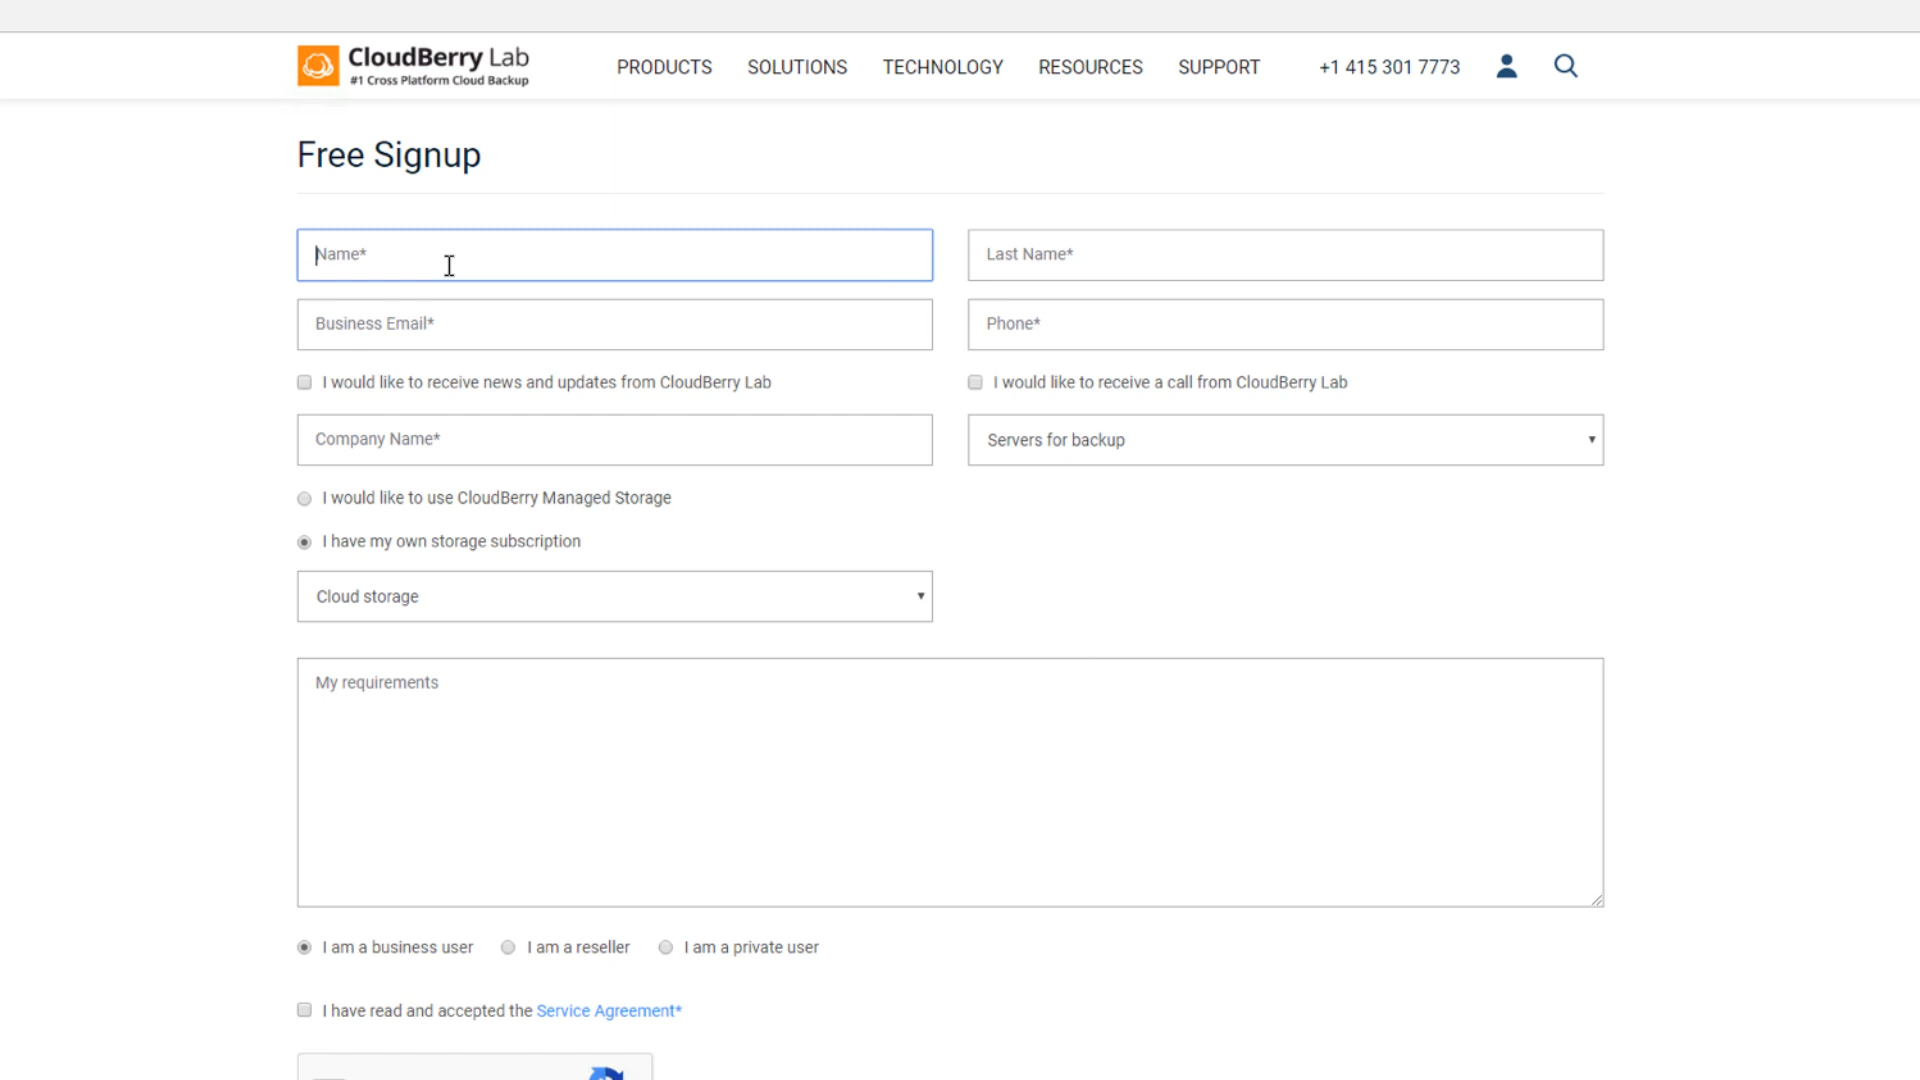 CloudBerry Lab
#1 Cross Platform Cloud Backup
PRODUCTS SOLUTIONS TECHNOLOGY RESOURCES SUPPORT +1 415 301 7773
Free Signup
Name* Last Name*
Business Email* Phone*
I would like to receive news and updates from CloudBerry Lab I would like to receive a call from CloudBerry Lab
Company Name* Servers for backup
I would like to use CloudBerry Managed Storage
I have my own storage subscription
Cloud storage
My requirements
I am a business user I am a reseller I am a private user
I have read and accepted the Service Agreement*